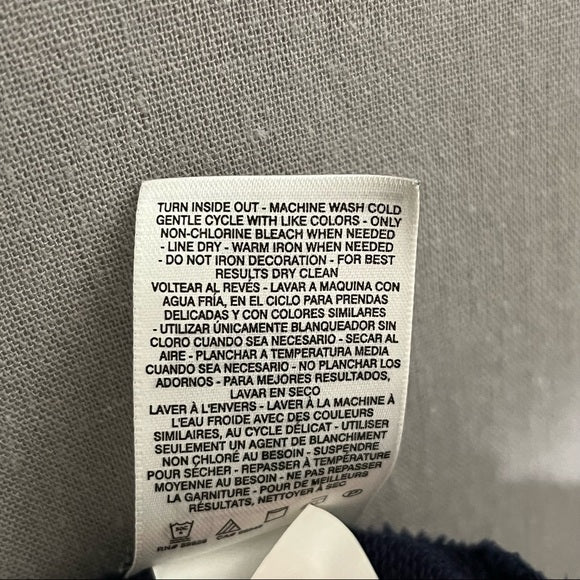 TURN INSIDE OUT - MACHINE WASH COLD
GENTLE CYCLE WITH LIKE COLORS - ONLY
NON-CHLORINE BLEACH WHEN NEEDED
- LINE DRY - WARM IRON WHEN NEEDED
- DO NOT IRON DECORATION - FOR BEST
RESULTS DRY CLEAN
VOLTEAR AL REVÉS - LAVAR A MAQUINA CON
AGUA FRÍA, EN EL CICLO PARA PRENDAS
DELICADAS Y CON COLORES SIMILARES
- UTILIZAR ÚNICAMENTE BLANQUEADOR SIN
CLORO CUANDO SEA NECESARIO - SECAR AL
AIRE - PLANCHAR A TEMPERATURA MEDIA
CUANDO SEA NECESARIO - NO PLANCHAR LOS
ADORNOS - PARA MEJORES RESULTADOS,
LAVAR EN SECO
LAVER À L'ENVERS - LAVER À LA MACHINE À
L'EAU FROIDE AVEC DES COULEURS
SIMILAIRES, AU CYCLE DÉLICAT - UTILISER
SEULEMENT UN AGENT DE BLANCHIMENT
NON CHLORÉ AU BESOIN - SUSPENDRE
POUR SÉCHER - REPASSER À TEMPÉRATURE
MOYENNE AU BESOIN - NE PAS REPASSER
LA GARNITURE - POUR DE MEILLEURS
RÉSULTATS, NETTOYER À SEC